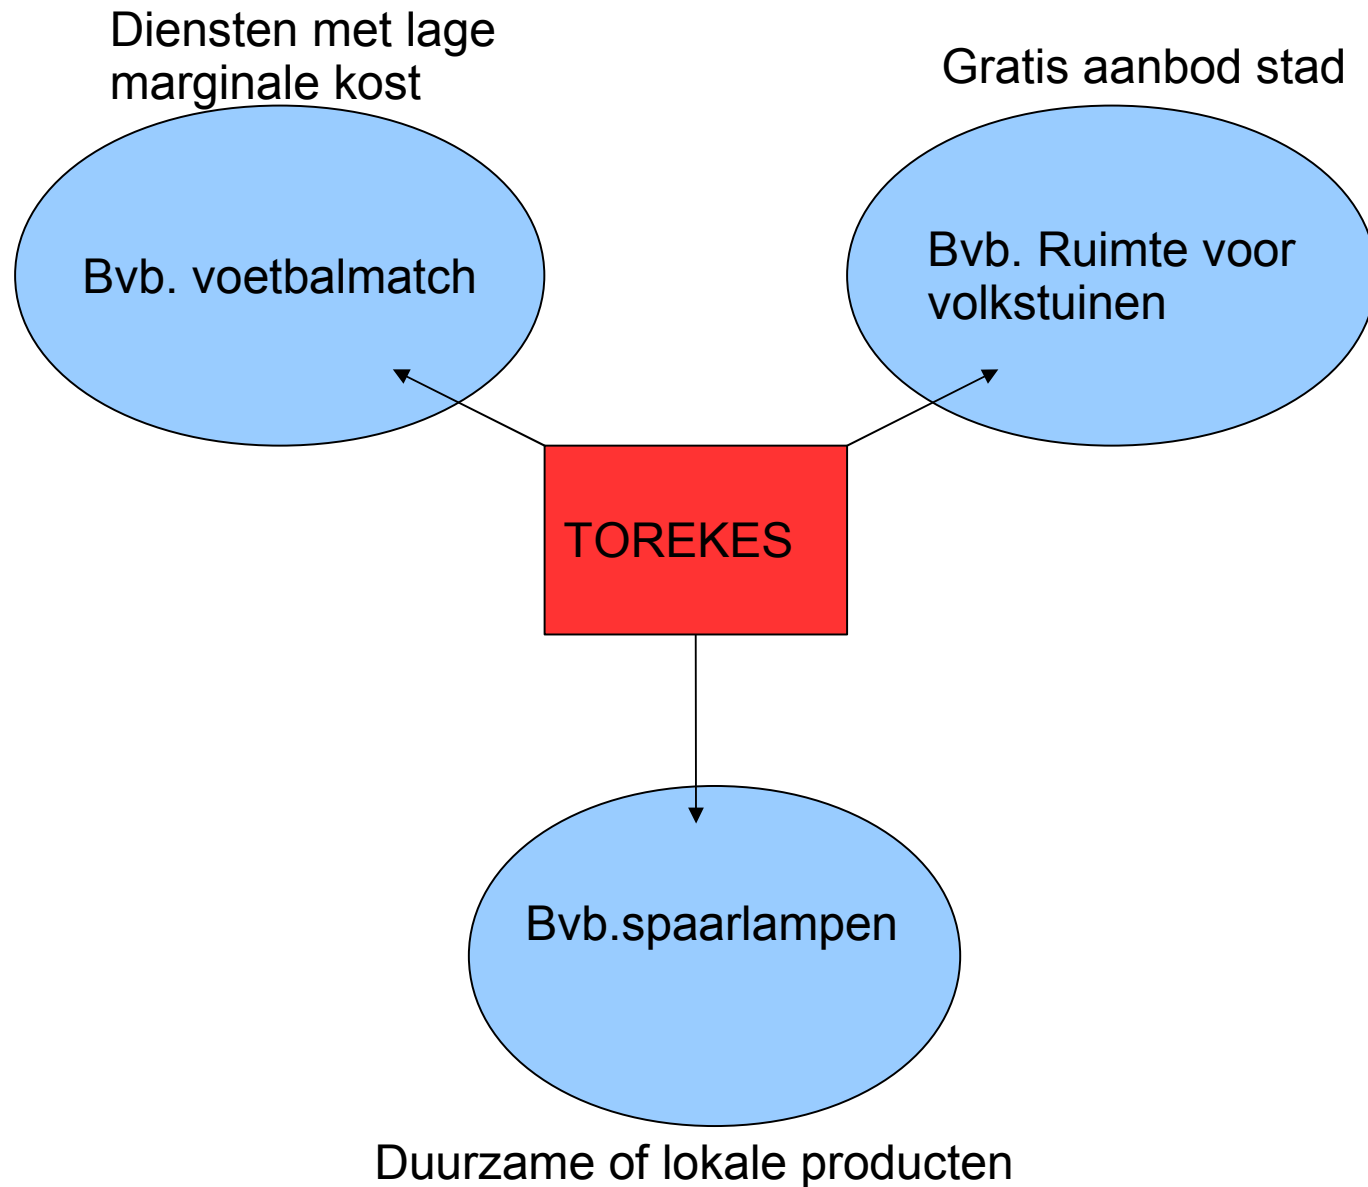 Diensten met lage
marginale kost
Gratis aanbod stad
Bvb. voetbalmatch
Bvb. Ruimte voor
volkstuinen
TOREKES
Bvb.spaarlampen
Duurzame of lokale producten